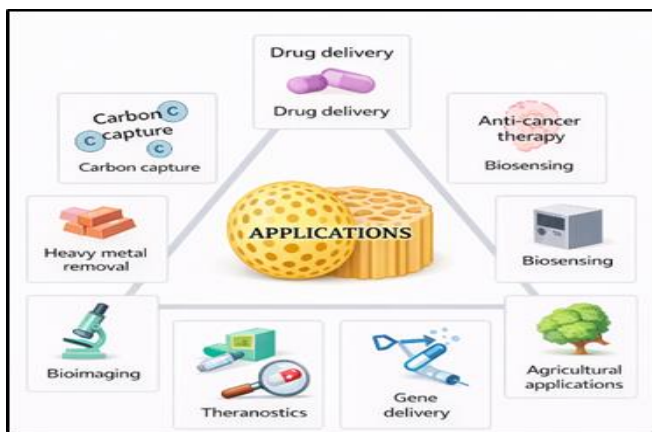 Drug delivery
Drug delivery
Carbon
capture
C
C
C
Carbon capture
Anti-cancer
therapy
Biosensing
APPLICATIONS
Heavy metal
removal
Biosensing
Bioimaging
Theranostics
Gene
delivery
Agricultural
applications